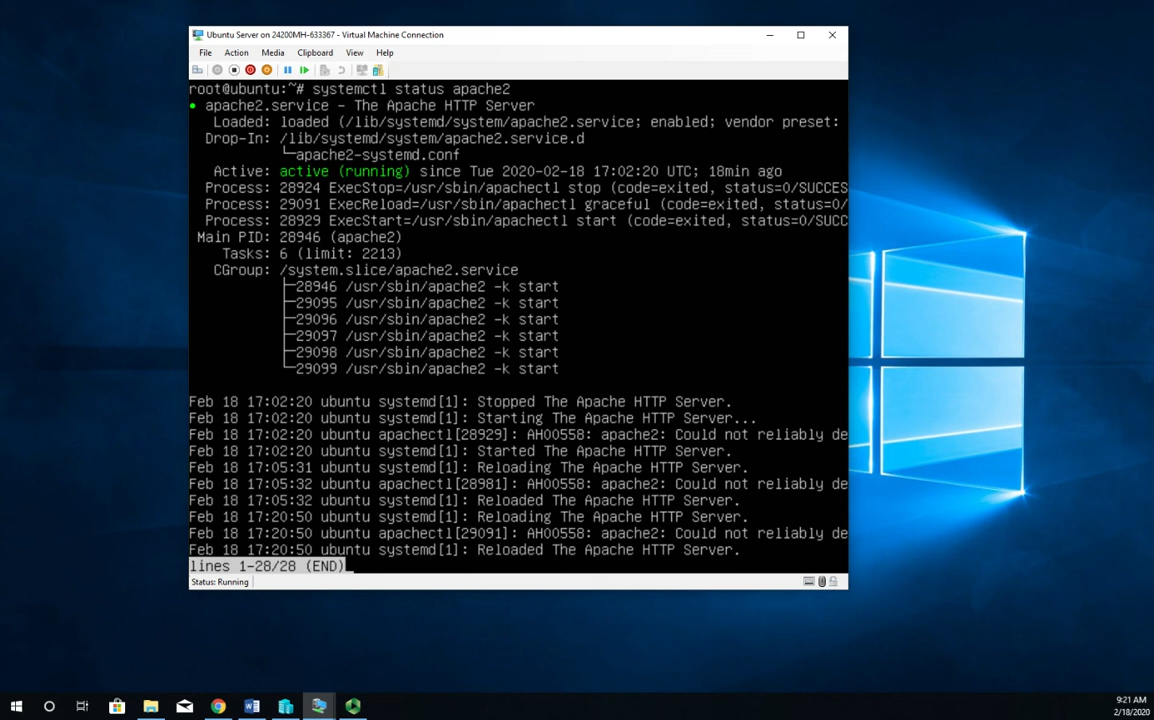 Ubuntu Server on 24200MH-633367 - Virtual Machine Connection
File Action Media Clipboard View Help
root@ubuntu:~# systemctl status apache2
● apache2.service - The Apache HTTP Server
Loaded: loaded (/lib/systemd/system/apache2.service; enabled; vendor preset:
Drop-In: /lib/systemd/system/apache2.service.d
└─apache2-systemd.conf
Active: active (running) since Tue 2020-02-18 17:02:20 UTC; 18min ago
Process: 28924 ExecStop=/usr/sbin/apachectl stop (code=exited, status=0/SUCCES
Process: 29091 ExecReload=/usr/sbin/apachectl graceful (code=exited, status=0/
Process: 28929 ExecStart=/usr/sbin/apachectl start (code=exited, status=0/SUCC
Main PID: 28946 (apache2)
Tasks: 6 (limit: 2213)
CGroup: /system.slice/apache2.service
├─28946 /usr/sbin/apache2 -k start
├─29095 /usr/sbin/apache2 -k start
├─29096 /usr/sbin/apache2 -k start
├─29097 /usr/sbin/apache2 -k start
├─29098 /usr/sbin/apache2 -k start
└─29099 /usr/sbin/apache2 -k start
Feb 18 17:02:20 ubuntu systemd[1]: Stopped The Apache HTTP Server.
Feb 18 17:02:20 ubuntu systemd[1]: Starting The Apache HTTP Server...
Feb 18 17:02:20 ubuntu apachectl[28929]: AH00558: apache2: Could not reliably de
Feb 18 17:02:20 ubuntu systemd[1]: Started The Apache HTTP Server.
Feb 18 17:05:31 ubuntu systemd[1]: Reloading The Apache HTTP Server.
Feb 18 17:05:32 ubuntu apachectl[28981]: AH00558: apache2: Could not reliably de
Feb 18 17:05:32 ubuntu systemd[1]: Reloaded The Apache HTTP Server.
Feb 18 17:20:50 ubuntu systemd[1]: Reloading The Apache HTTP Server.
Feb 18 17:20:50 ubuntu apachectl[29091]: AH00558: apache2: Could not reliably de
Feb 18 17:20:50 ubuntu systemd[1]: Reloaded The Apache HTTP Server.
lines 1-28/28 (END)
Status: Running
9:21 AM
2/18/2020